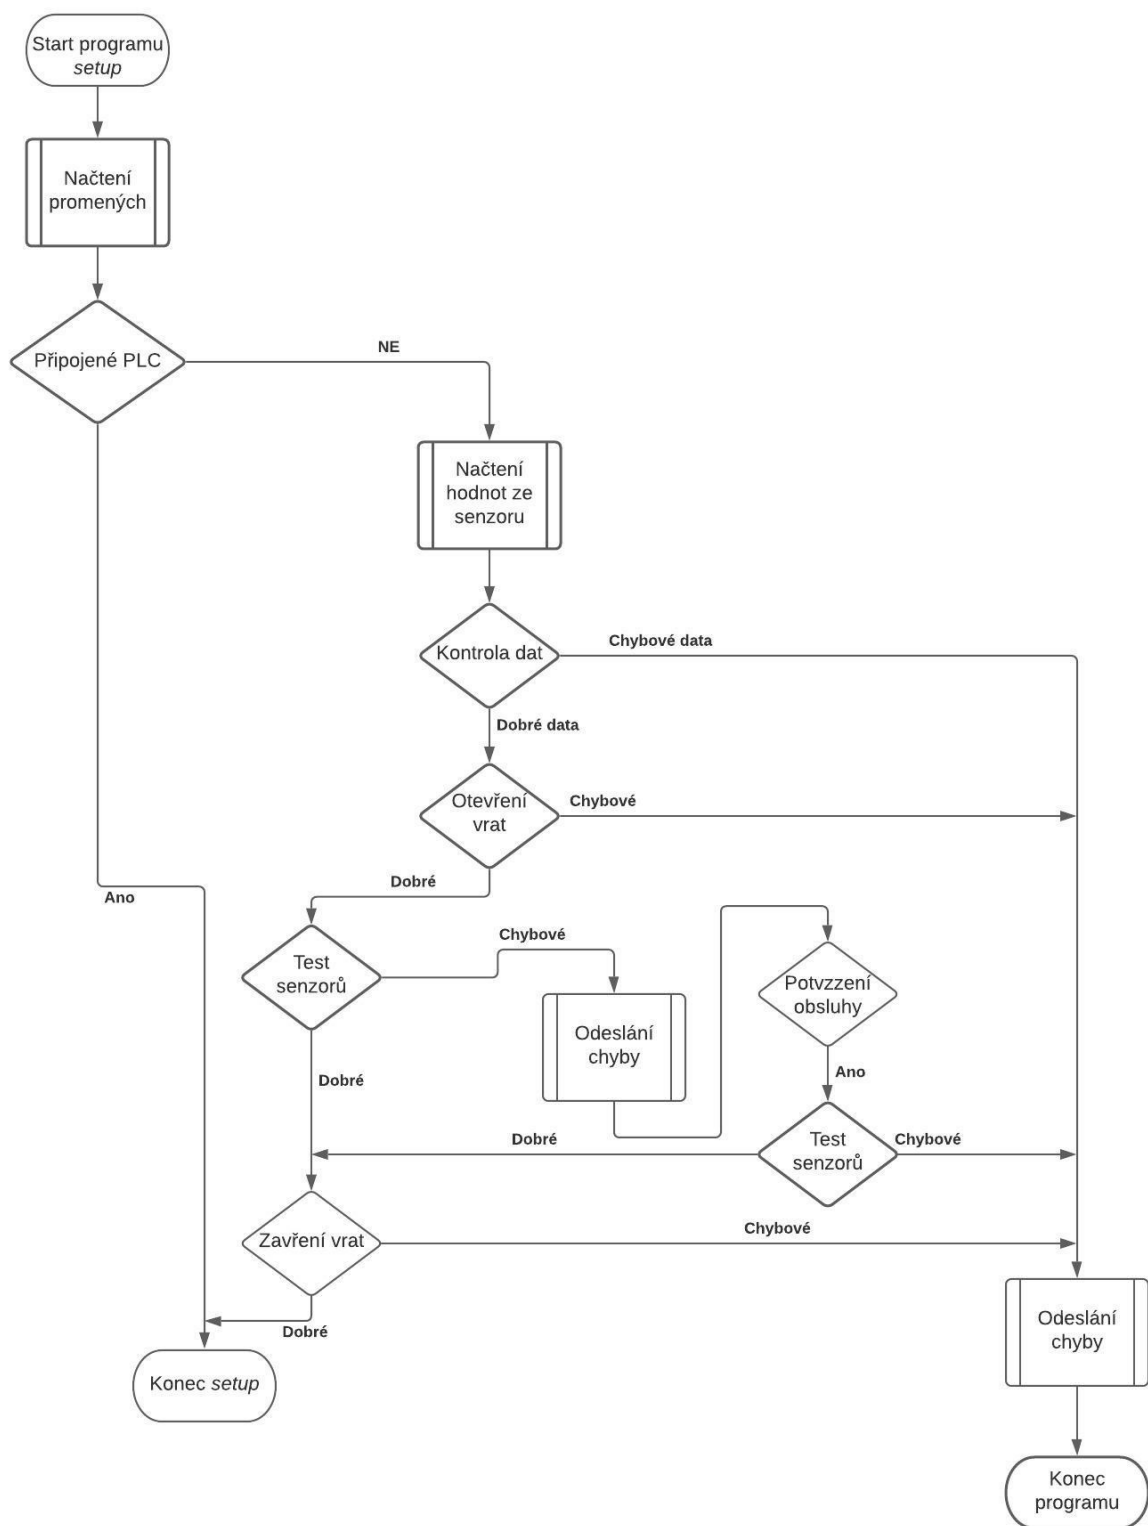 Start programu
setup
Načtení
promených
Připojené PLC
NE
Načtení
hodnot ze
senzoru
Kontrola dat
Chybové data
Dobré data
Otevření
vrat
Chybové
Dobré
Ano
Test
senzorů
Chybové
Odeslání
chyby
Potvzzení
obsluhy
Ano
Dobré
Dobré
Test
senzorů
Chybové
Zavření vrat
Chybové
Dobré
Konec setup
Odeslání
chyby
Konec
programu